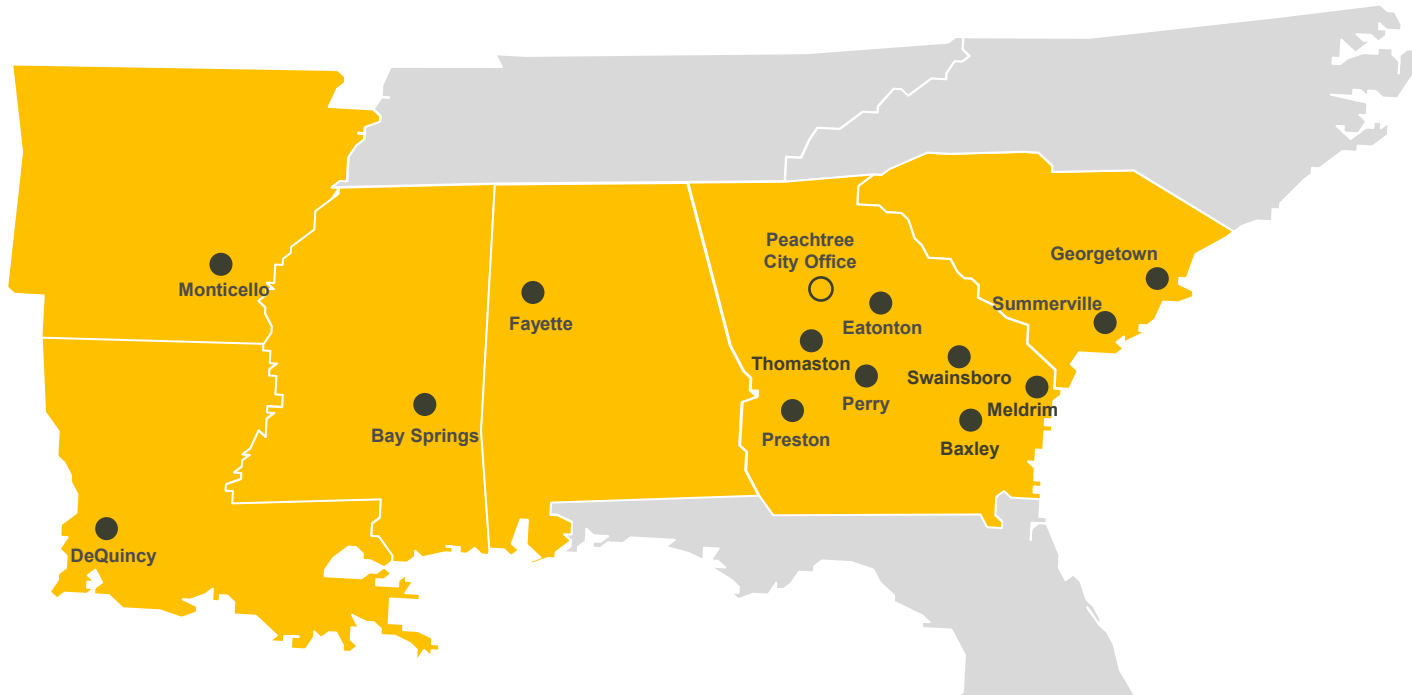 Peachtree
City Office
Georgetown
Monticello
Summerville
Fayette
Eatonton
Thomaston
Swainsboro
Perry
Meldrim
Bay Springs
Preston
Baxley
DeQuincy